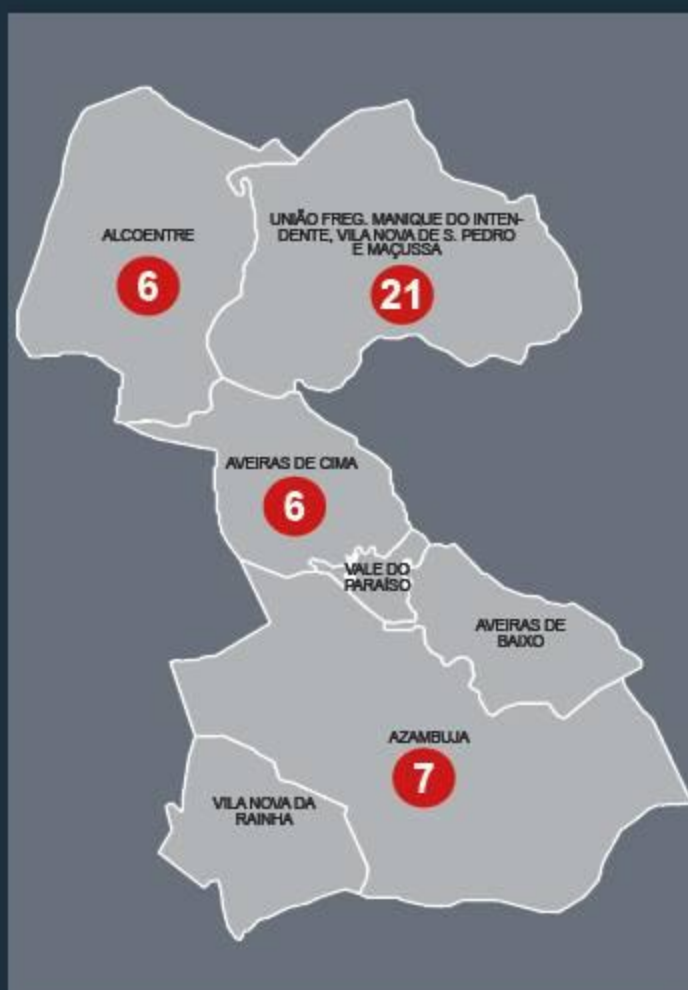 ALCOENTRE
6
UNIÃO FREG. MANIQUE DO INTEN-
DENTE, VILA NOVA DE S. PEDRO
E MAÇUSSA
21
AVEIRAS DE CIMA
6
VALE DO
PARAÍSO
AVEIRAS DE
BAIXO
AZAMBUJA
7
VILA NOVA DA
RAINHA